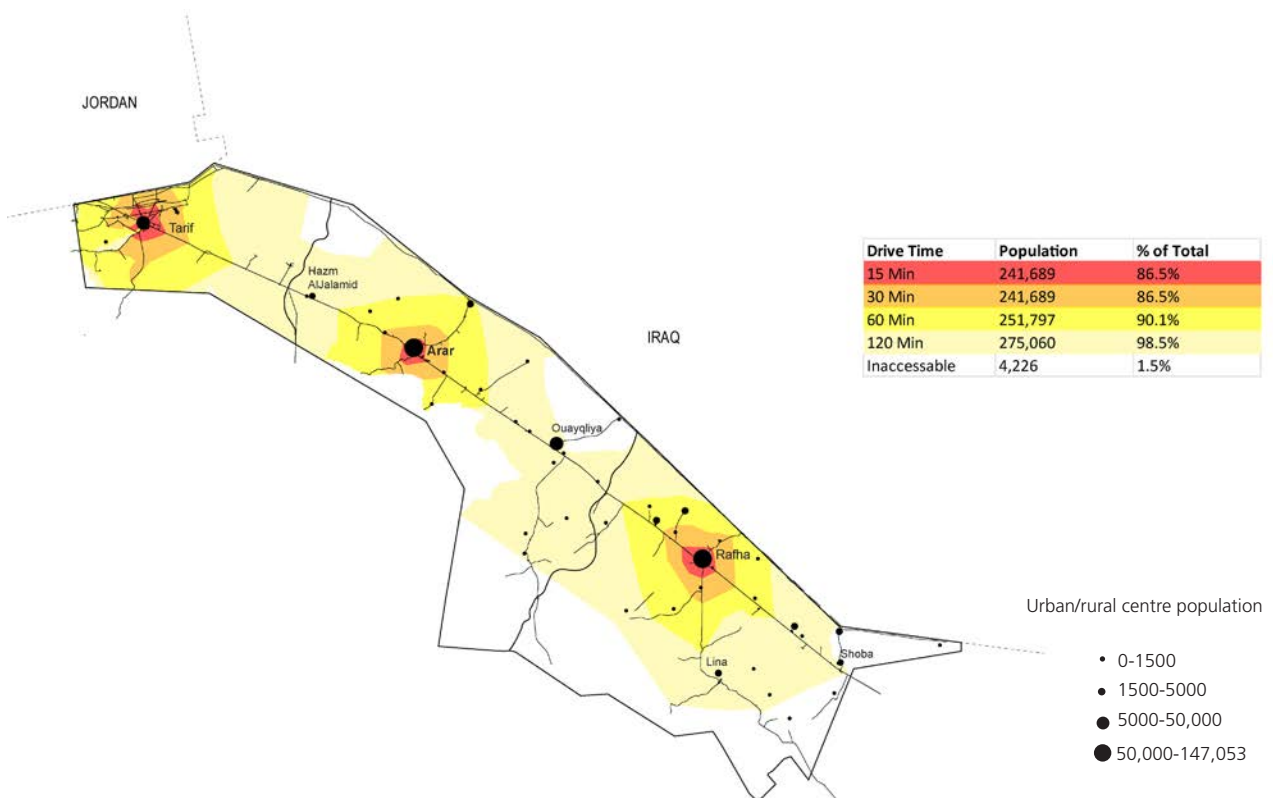 JORDAN
Tarif
Hazm
AlJalamid
Arar
IRAQ
Ouayqliya
Rafha
Lina
Shoba
Drive Time Population % of Total
15 Min 241,689 86.5%
30 Min 241,689 86.5%
60 Min 251,797 90.1%
120 Min 275,060 98.5%
Inaccessable 4,226 1.5%
Urban/rural centre population
0-1500
1500-5000
5000-50,000
50,000-147,053